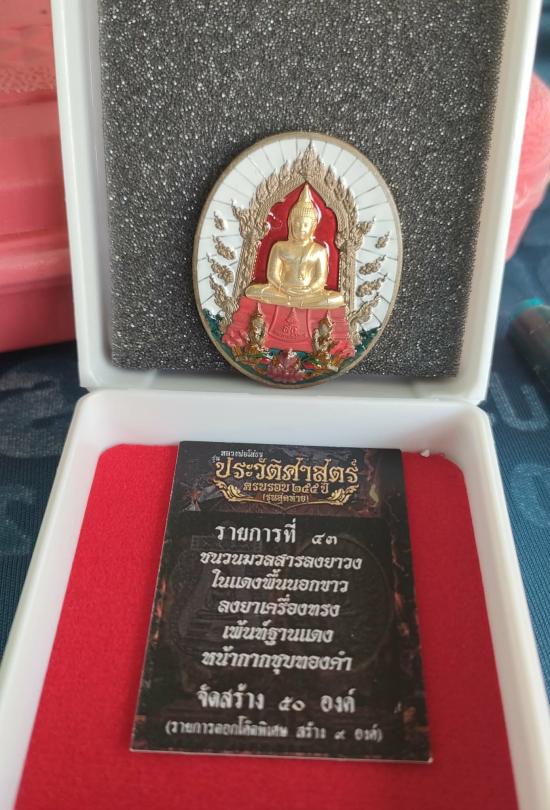 หลวงพ่อโสธร
รุ่น
ประวัติศาสตร์
ครบรอบ ๒๕๕ ปี
(รุ่นสุดท้าย)
รายการที่ ๔๓
ชนวนมวลสารลงยาวง
ในแดงพื้นนอกขาว
ลงยาเครื่องทรง
เพ้นท์ฐานแดง
หน้ากากชุบทองคำ
จัดสร้าง ๕๐ องค์
(รายการตอกโค๊ดพิเศษ สร้าง ๙ องค์)